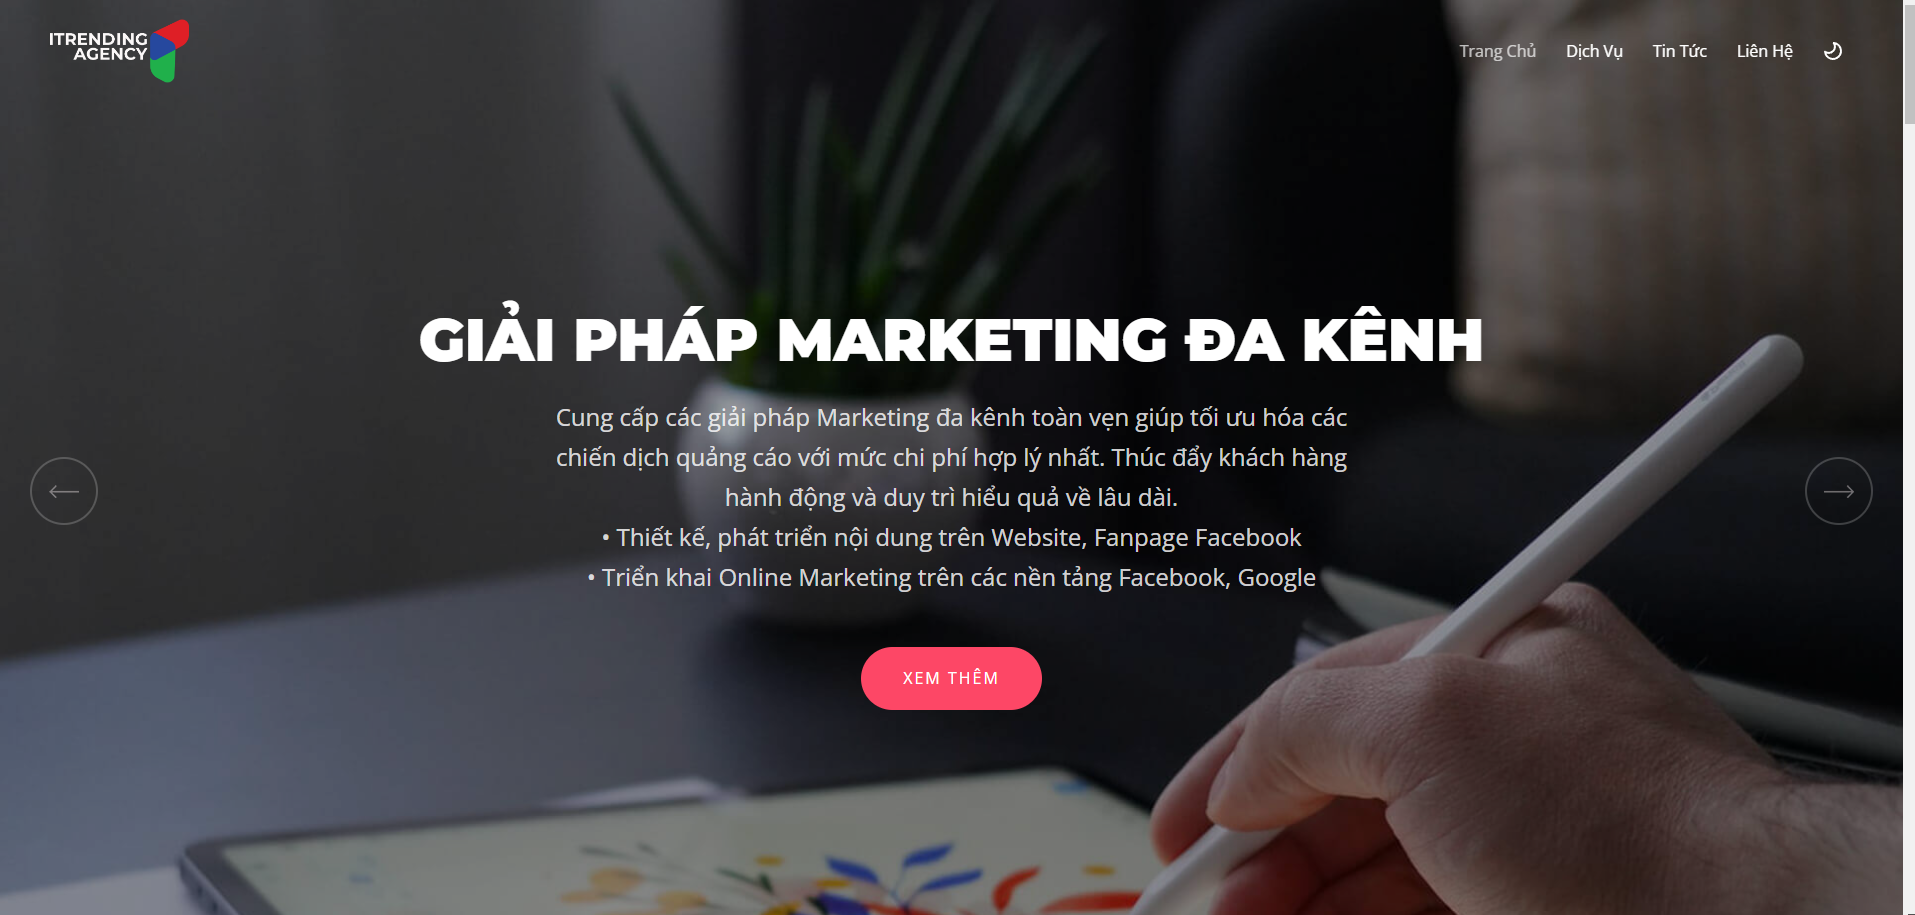 ITRENDING
AGENCY
Trang Chủ
Dịch Vụ
Tin Tức
Liên Hệ
GIẢI PHÁP MARKETING ĐA KÊNH
Cung cấp các giải pháp Marketing đa kênh toàn vẹn giúp tối ưu hóa các
chiến dịch quảng cáo với mức chi phí hợp lý nhất. Thúc đẩy khách hàng
hành động và duy trì hiểu quả về lâu dài.
• Thiết kế, phát triển nội dung trên Website, Fanpage Facebook
• Triển khai Online Marketing trên các nền tảng Facebook, Google
XEM THÊM